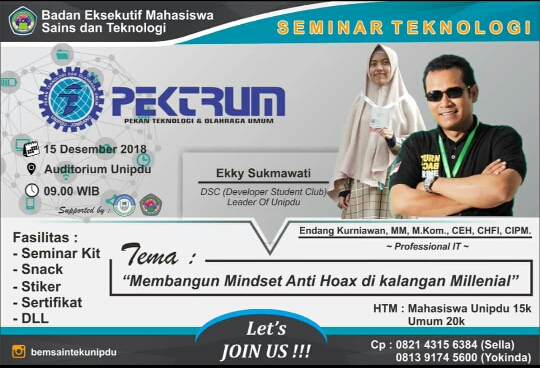 Badan Eksekutif Mahasiswa
Sains dan Teknologi
SEMINAR TEKNOLOGI
PEKTRUM
PEKAN TEKNOLOGI & OLAHRAGA UMUM
15 Desember 2018
Auditorium Unipdu
09.00 WIB
Supported by :
Ekky Sukmawati
DSC (Developer Student Club)
Leader Of Unipdu
Endang Kurniawan, MM, M.Kom., CEH, CHFI, CIPM.
~ Professional IT ~
Fasilitas :
- Seminar Kit
- Snack
- Stiker
- Sertifikat
- DLL
Tema :
“Membangun Mindset Anti Hoax di kalangan Millenial”
HTM : Mahasiswa Unipdu 15k
Umum 20k
Let's
JOIN US !!!
bemsaintekunipdu
Cp : 0821 4315 6384 (Sella)
0813 9174 5600 (Yokinda)